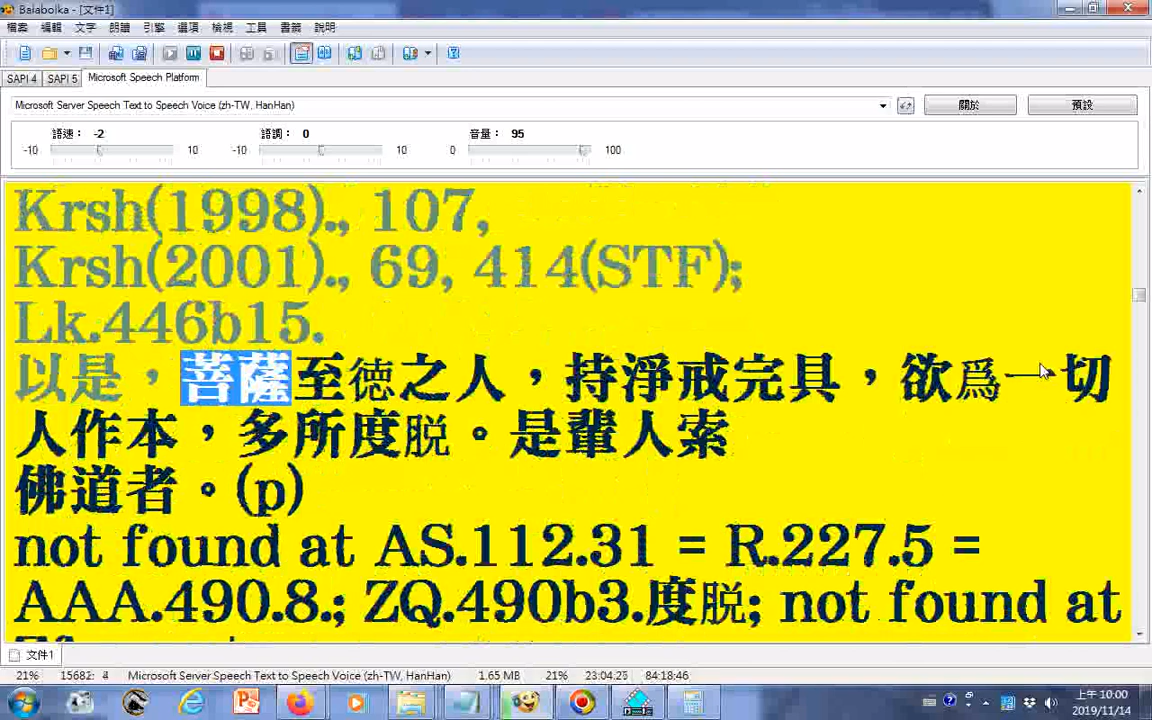 Balabolka - [文件1]
檔案 編輯 文字 朗讀 引擎 選項 檢視 工具 書籤 說明
SAPI 4 SAPI 5 Microsoft Speech Platform
Microsoft Server Speech Text to Speech Voice (zh-TW, HanHan) 關於 預設
語速： -2 語調： 0 音量： 95
-10 10 -10 10 0 100
Krsh(1998)., 107,
Krsh(2001)., 69, 414(STF);
Lk.446b15.
以是，菩薩至德之人，持淨戒完具，欲爲一切
人作本，多所度脱。是輩人索
佛道者。(p)
not found at AS.112.31 = R.227.5 =
AAA.490.8.; ZQ.490b3.度脱; not found at
文件1
21% 15682: 4 Microsoft Server Speech Text to Speech Voice (zh-TW, HanHan) 1.65 MB 21% 23:04:25 84:18:46
上午 10:00
2019/11/14